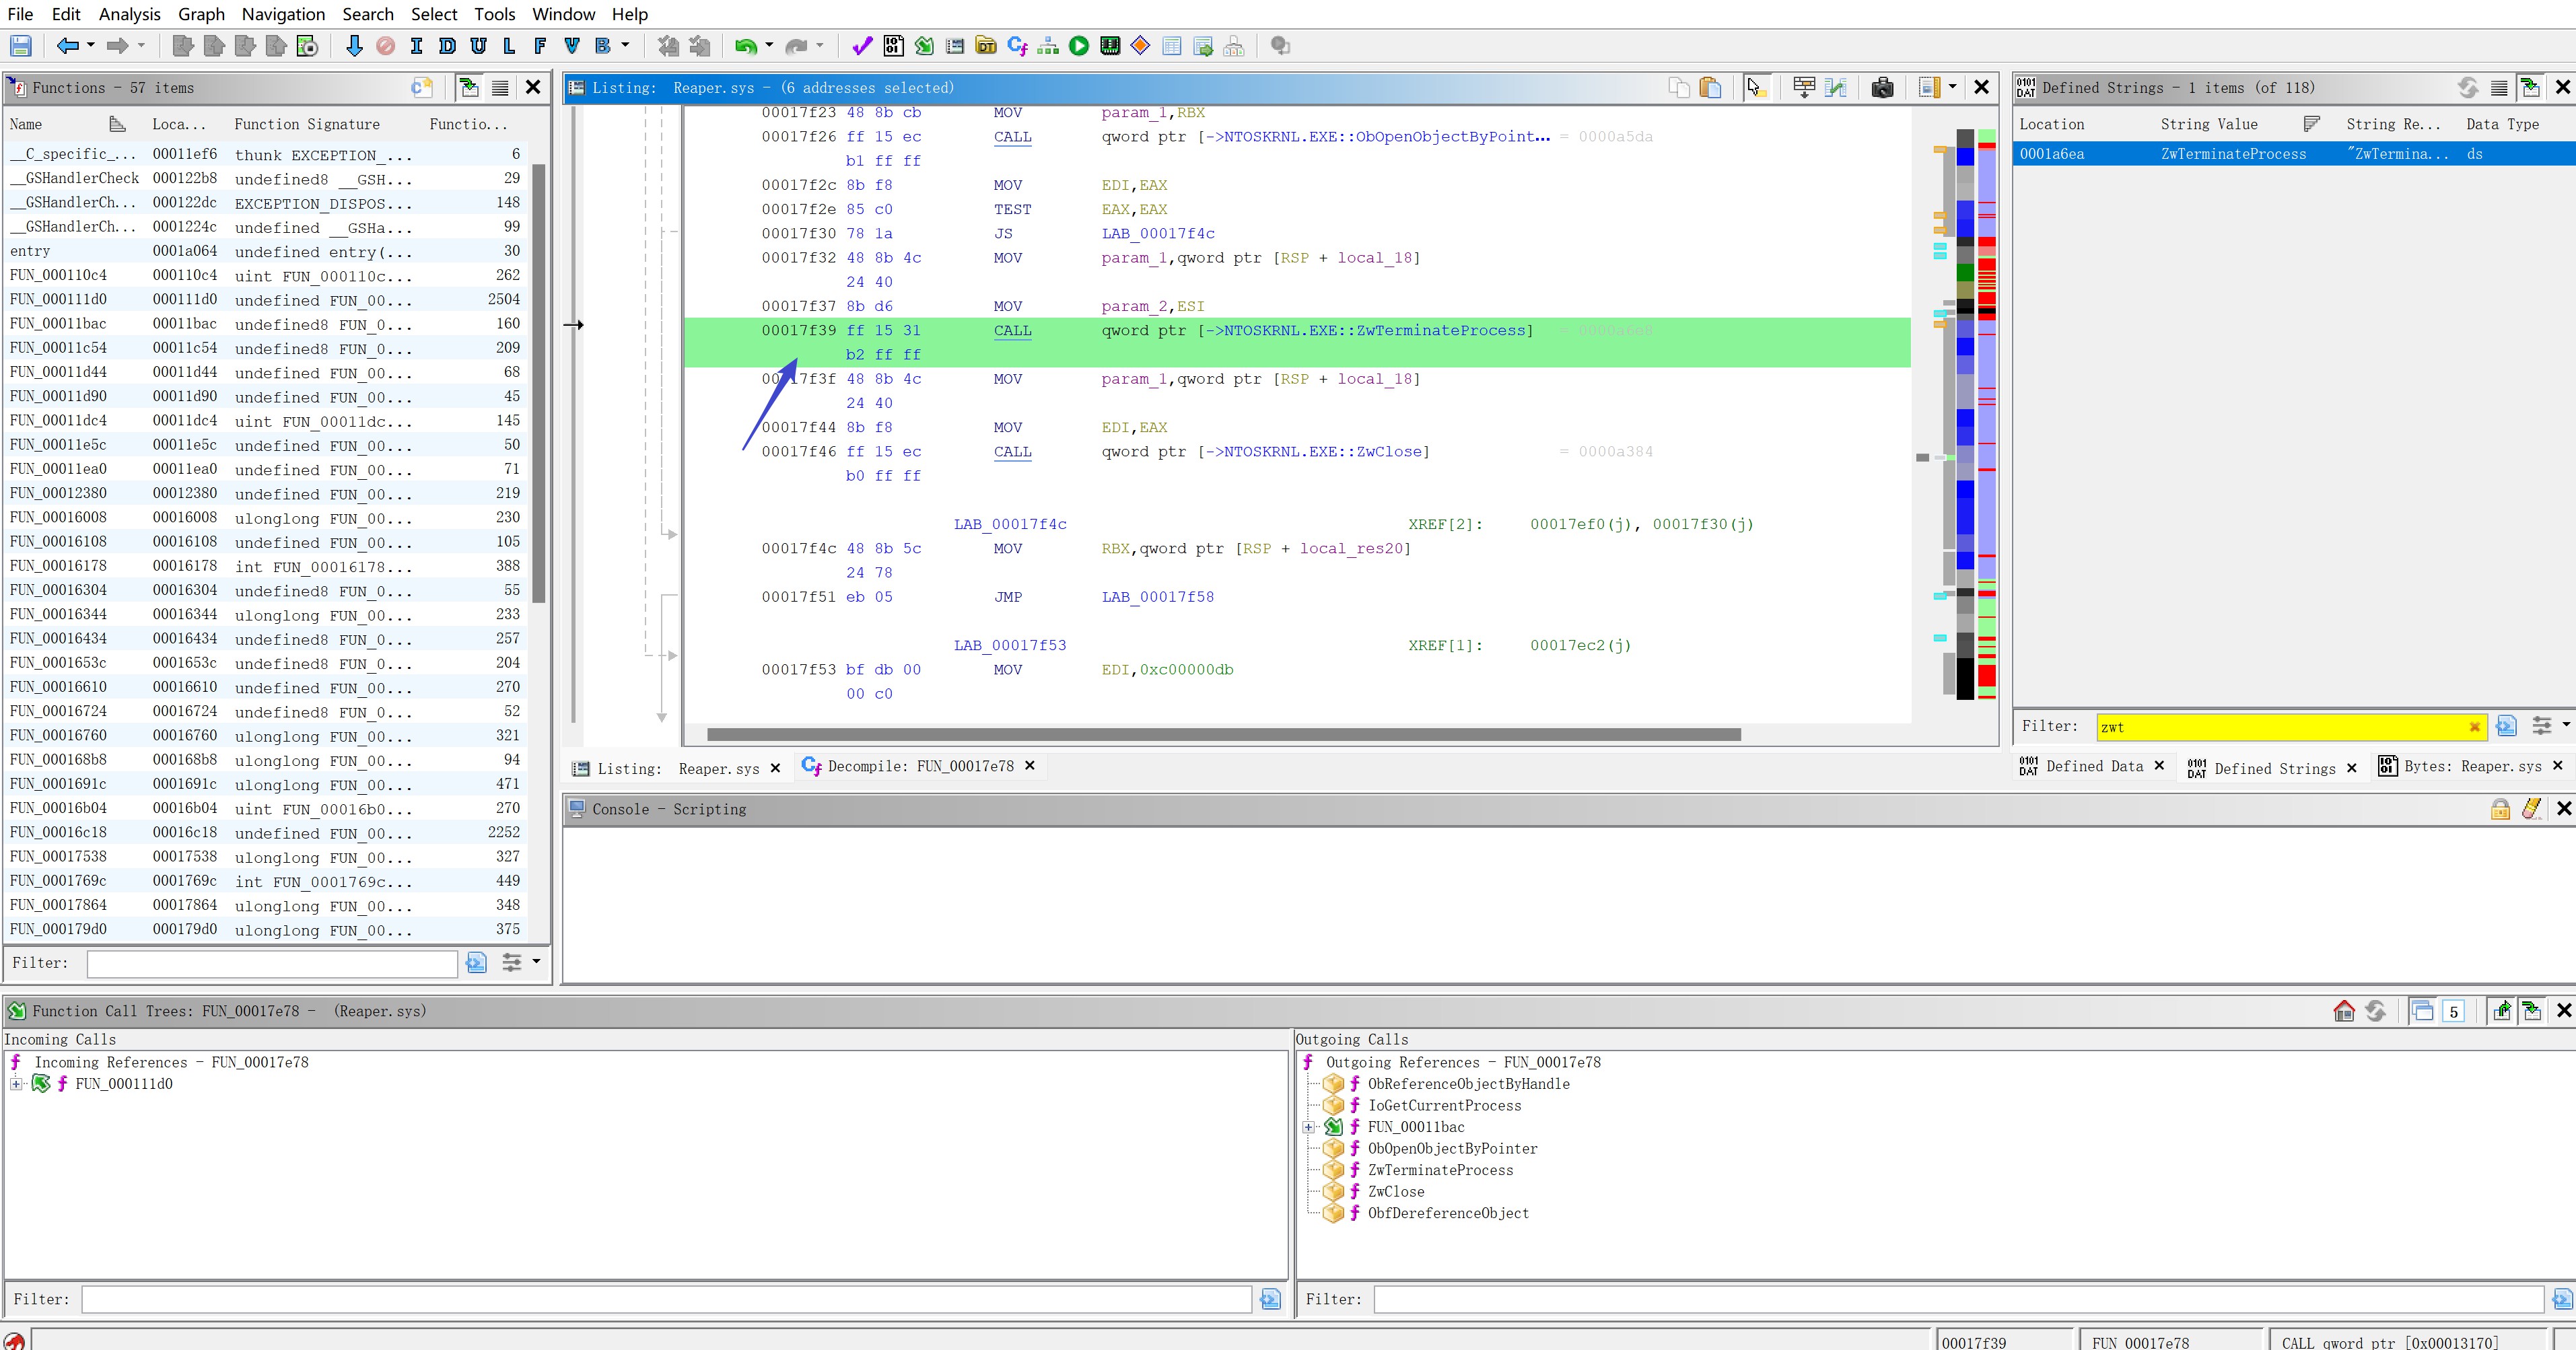 File Edit Analysis Graph Navigation Search Select Tools Window Help
I D U L F V B
Functions - 57 items
Name Loca... Function Signature Functio...
__C_specific_... 00011ef6 thunk EXCEPTION_... 6
__GSHandlerCheck 000122b8 undefined8 __GSH... 29
__GSHandlerCh... 000122dc EXCEPTION_DISPOS... 148
__GSHandlerCh... 0001224c undefined __GSHa... 99
entry 0001a064 undefined entry(... 30
FUN_000110c4 000110c4 uint FUN_000110c... 262
FUN_000111d0 000111d0 undefined FUN_00... 2504
FUN_00011bac 00011bac undefined8 FUN_0... 160
FUN_00011c54 00011c54 undefined8 FUN_0... 209
FUN_00011d44 00011d44 undefined FUN_00... 68
FUN_00011d90 00011d90 undefined FUN_00... 45
FUN_00011dc4 00011dc4 uint FUN_00011dc... 145
FUN_00011e5c 00011e5c undefined FUN_00... 50
FUN_00011ea0 00011ea0 undefined FUN_00... 71
FUN_00012380 00012380 undefined FUN_00... 219
FUN_00016008 00016008 ulonglong FUN_00... 230
FUN_00016108 00016108 undefined FUN_00... 105
FUN_00016178 00016178 int FUN_00016178... 388
FUN_00016304 00016304 undefined8 FUN_0... 55
FUN_00016344 00016344 ulonglong FUN_00... 233
FUN_00016434 00016434 undefined8 FUN_0... 257
FUN_0001653c 0001653c undefined8 FUN_0... 204
FUN_00016610 00016610 undefined FUN_00... 270
FUN_00016724 00016724 undefined8 FUN_0... 52
FUN_00016760 00016760 ulonglong FUN_00... 321
FUN_000168b8 000168b8 ulonglong FUN_00... 94
FUN_0001691c 0001691c ulonglong FUN_00... 471
FUN_00016b04 00016b04 uint FUN_00016b0... 270
FUN_00016c18 00016c18 undefined FUN_00... 2252
FUN_00017538 00017538 ulonglong FUN_00... 327
FUN_0001769c 0001769c int FUN_0001769c... 449
FUN_00017864 00017864 ulonglong FUN_00... 348
FUN_000179d0 000179d0 ulonglong FUN_00... 375
Filter:
Listing: Reaper.sys - (6 addresses selected)
00017f23 48 8b cb MOV param_1,RBX
00017f26 ff 15 ec CALL qword ptr [->NTOSKRNL.EXE::ObOpenObjectByPoint... = 0000a5da
b1 ff ff
00017f2c 8b f8 MOV EDI,EAX
00017f2e 85 c0 TEST EAX,EAX
00017f30 78 1a JS LAB_00017f4c
00017f32 48 8b 4c MOV param_1,qword ptr [RSP + local_18]
24 40
00017f37 8b d6 MOV param_2,ESI
00017f39 ff 15 31 CALL qword ptr [->NTOSKRNL.EXE::ZwTerminateProcess]
b2 ff ff
00017f3f 48 8b 4c MOV param_1,qword ptr [RSP + local_18]
24 40
00017f44 8b f8 MOV EDI,EAX
00017f46 ff 15 ec CALL qword ptr [->NTOSKRNL.EXE::ZwClose] = 0000a384
b0 ff ff
LAB_00017f4c XREF[2]: 00017ef0(j), 00017f30(j)
00017f4c 48 8b 5c MOV RBX,qword ptr [RSP + local_res20]
24 78
00017f51 eb 05 JMP LAB_00017f58
LAB_00017f53 XREF[1]: 00017ec2(j)
00017f53 bf db 00 MOV EDI,0xc00000db
00 c0
Listing: Reaper.sys Decompile: FUN_00017e78
Defined Strings - 1 items (of 118)
Location String Value String Re... Data Type
0001a6ea ZwTerminateProcess "ZwTermina... ds
Filter: zwt
Defined Data Defined Strings Bytes: Reaper.sys
Console - Scripting
Function Call Trees: FUN_00017e78 - (Reaper.sys)
5
Incoming Calls
Incoming References - FUN_00017e78
FUN_000111d0
Filter:
Outgoing Calls
Outgoing References - FUN_00017e78
ObReferenceObjectByHandle
IoGetCurrentProcess
FUN_00011bac
ObOpenObjectByPointer
ZwTerminateProcess
ZwClose
ObfDereferenceObject
Filter:
00017f39 FUN_00017e78 CALL qword ptr [0x00013170]